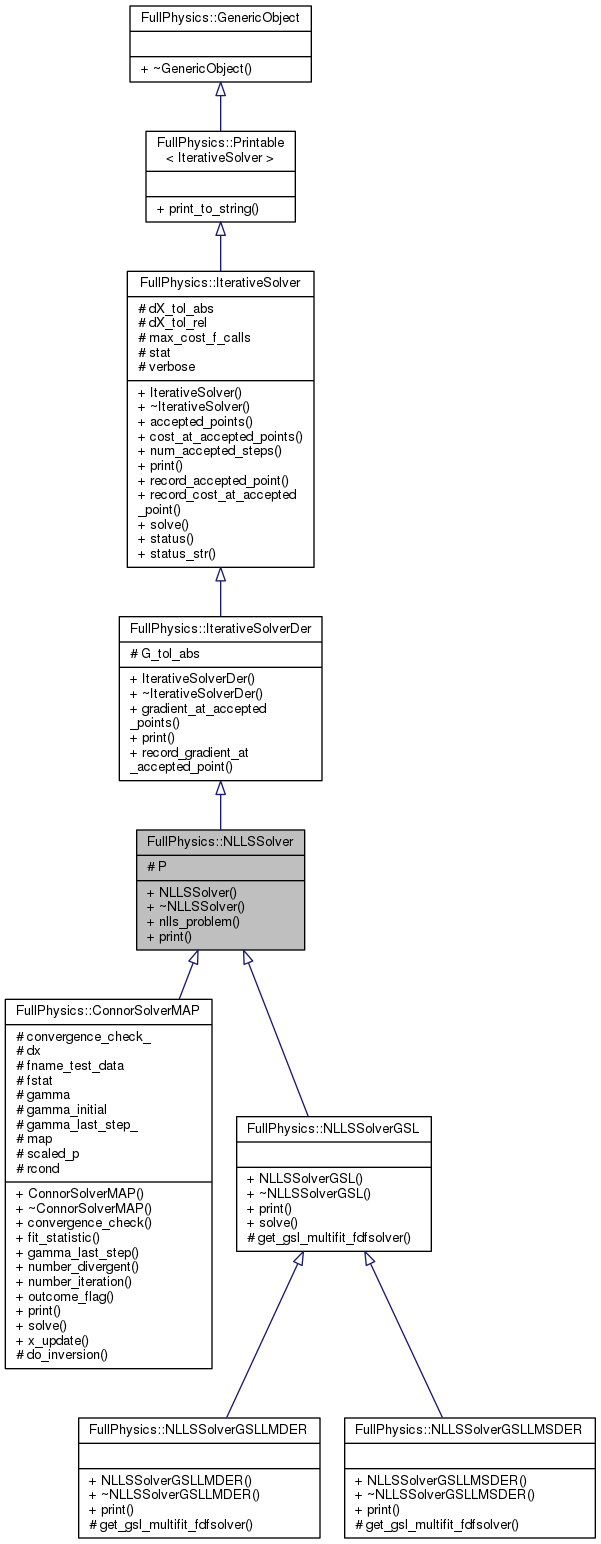 FullPhysics::GenericObject
+ ~GenericObject()
FullPhysics::Printable
< IterativeSolver >
+ print_to_string()
FullPhysics::IterativeSolver
# dX_tol_abs
# dX_tol_rel
# max_cost_f_calls
# stat
# verbose
+ IterativeSolver()
+ ~IterativeSolver()
+ accepted_points()
+ cost_at_accepted_points()
+ num_accepted_steps()
+ print()
+ record_accepted_point()
+ record_cost_at_accepted
_point()
+ solve()
+ status()
+ status_str()
FullPhysics::IterativeSolverDer
# G_tol_abs
+ IterativeSolverDer()
+ ~IterativeSolverDer()
+ gradient_at_accepted
_points()
+ print()
+ record_gradient_at
_accepted_point()
FullPhysics::NLLSSolver
# P
+ NLLSSolver()
+ ~NLLSSolver()
+ nlls_problem()
+ print()
FullPhysics::ConnorSolverMAP
# convergence_check_
# dx
# fname_test_data
# fstat
# gamma
# gamma_initial
# gamma_last_step_
# map
# scaled_p
# rcond
+ ConnorSolverMAP()
+ ~ConnorSolverMAP()
+ convergence_check()
+ fit_statistic()
+ gamma_last_step()
+ number_divergent()
+ number_iteration()
+ outcome_flag()
+ print()
+ solve()
+ x_update()
# do_inversion()
FullPhysics::NLLSSolverGSL
+ NLLSSolverGSL()
+ ~NLLSSolverGSL()
+ print()
+ solve()
# get_gsl_multifit_fdfsolver()
FullPhysics::NLLSSolverGSLLMDER
+ NLLSSolverGSLLMDER()
+ ~NLLSSolverGSLLMDER()
+ print()
# get_gsl_multifit_fdfsolver()
FullPhysics::NLLSSolverGSLLMSDER
+ NLLSSolverGSLLMSDER()
+ ~NLLSSolverGSLLMSDER()
+ print()
# get_gsl_multifit_fdfsolver()